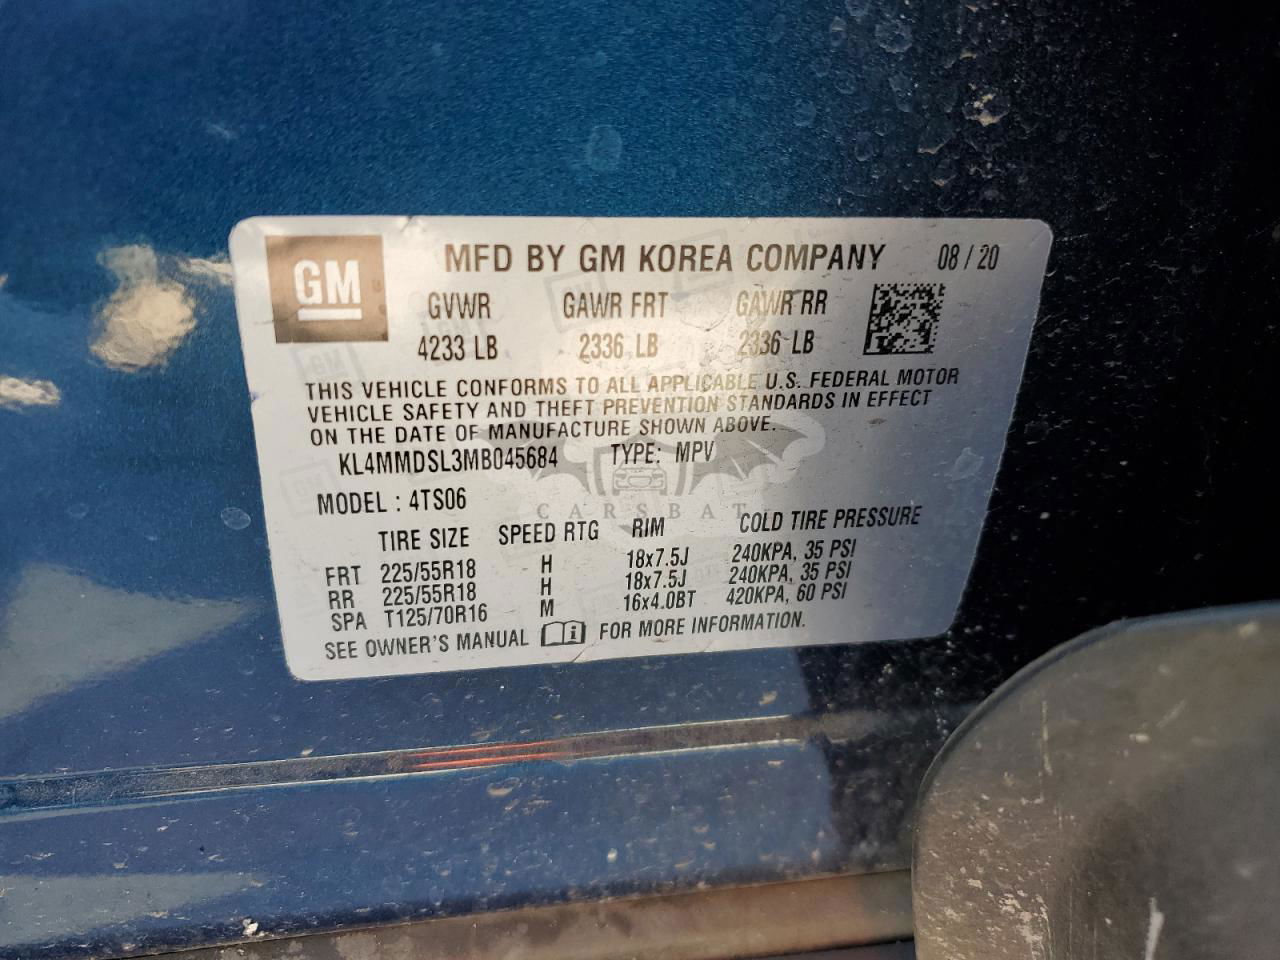 GM
MFD BY GM KOREA COMPANY 08 / 20
GVWR GAWR FRT GAWR RR
4233 LB 2336 LB 2336 LB
THIS VEHICLE CONFORMS TO ALL APPLICABLE U.S. FEDERAL MOTOR
VEHICLE SAFETY AND THEFT PREVENTION STANDARDS IN EFFECT
ON THE DATE OF MANUFACTURE SHOWN ABOVE.
KL4MMDSL3MB045684 TYPE: MPV
MODEL : 4TS06
CARSBAT
TIRE SIZE SPEED RTG RIM COLD TIRE PRESSURE
FRT 225/55R18 H 18x7.5J 240KPA, 35 PSI
RR 225/55R18 H 18x7.5J 240KPA, 35 PSI
SPA T125/70R16 M 16x4.0BT 420KPA, 60 PSI
SEE OWNER'S MANUAL FOR MORE INFORMATION.